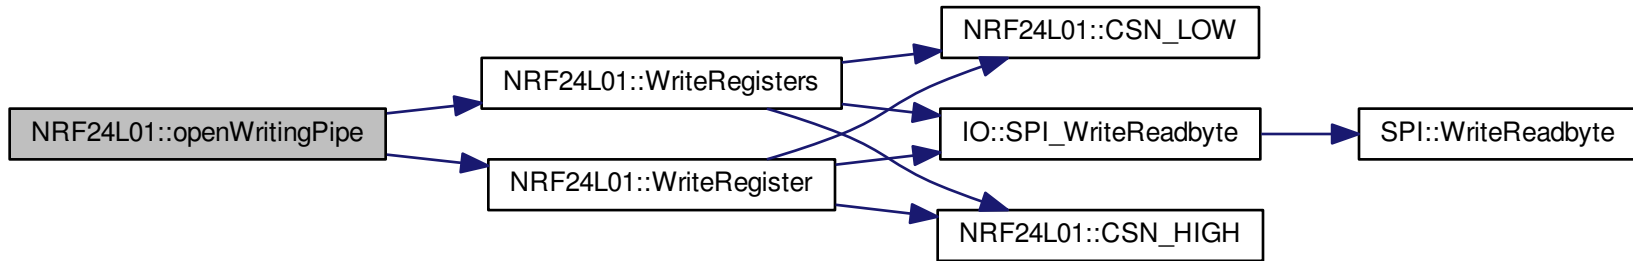 NRF24L01::openWritingPipe
NRF24L01::WriteRegisters
NRF24L01::WriteRegister
NRF24L01::CSN_LOW
IO::SPI_WriteReadbyte
NRF24L01::CSN_HIGH
SPI::WriteReadbyte